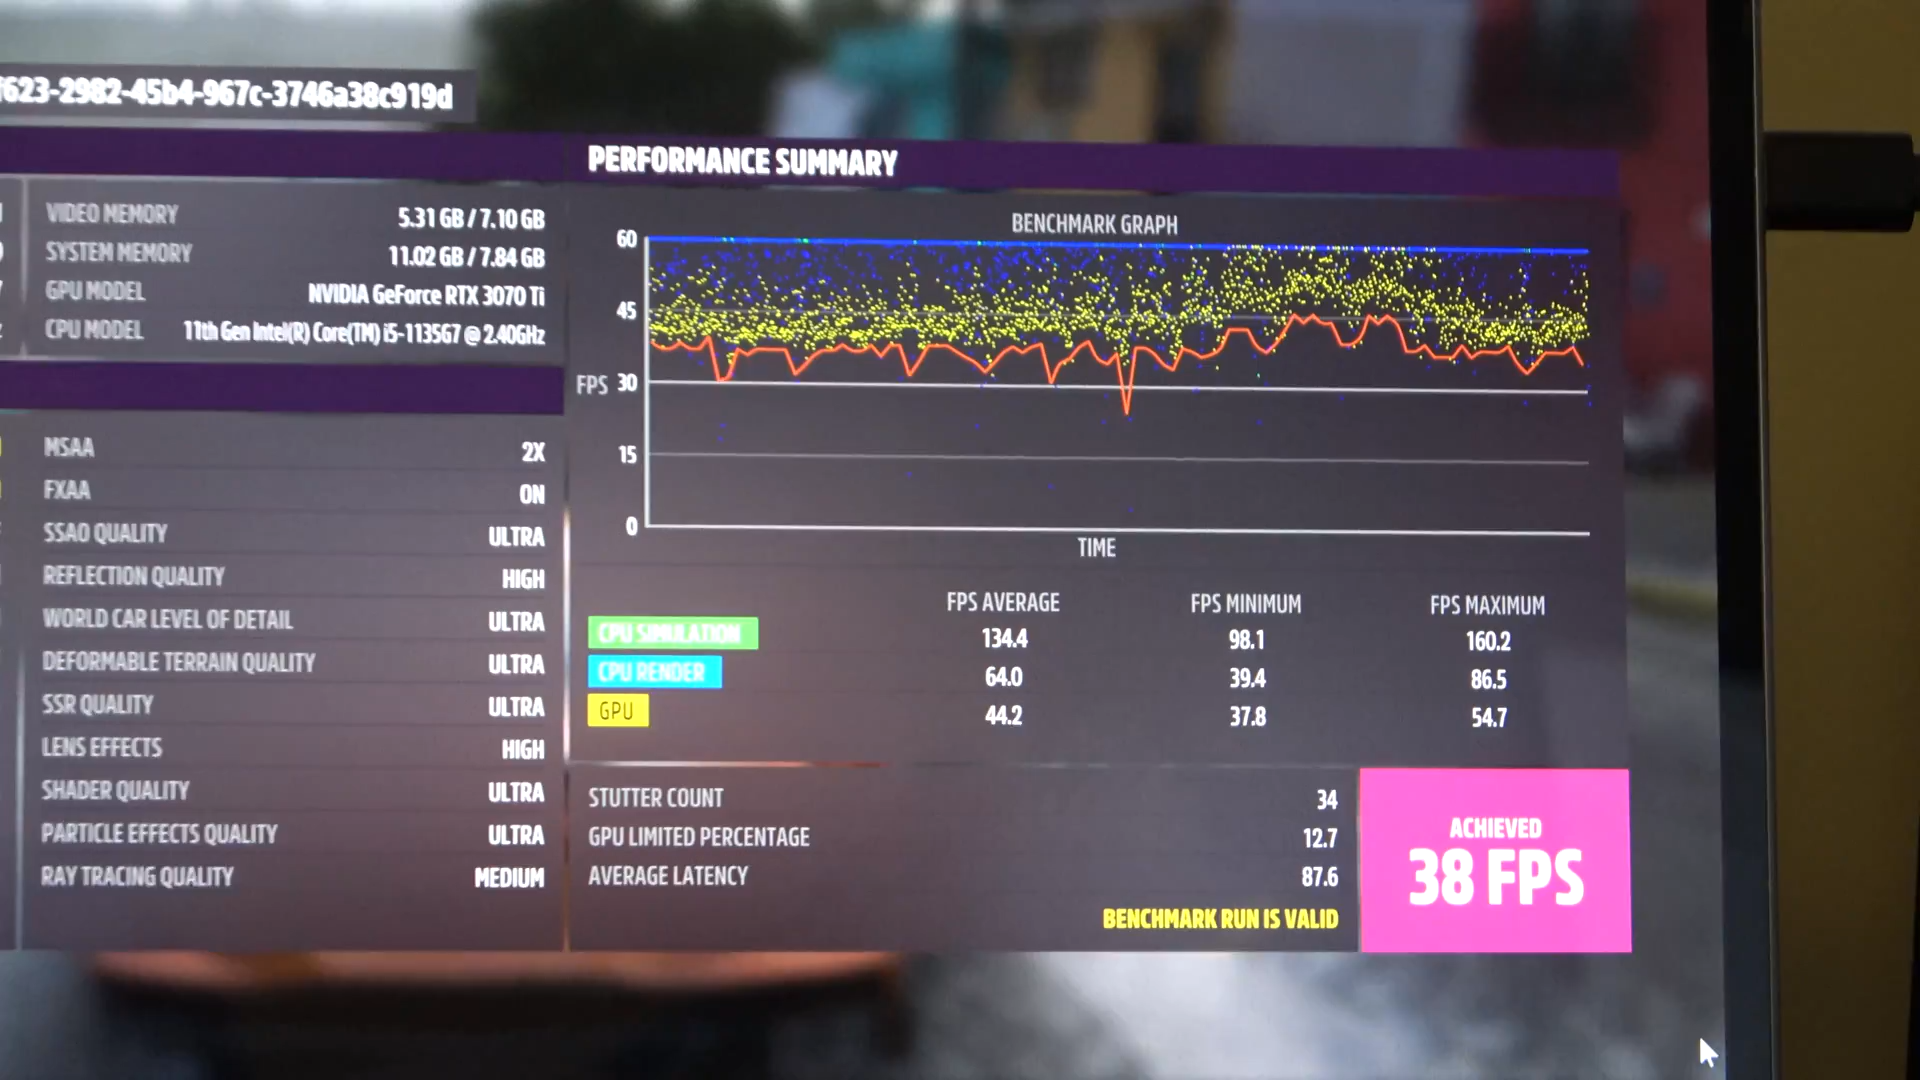 f623-2982-45b4-967c-3746a38c919d
VIDEO MEMORY 5.31 GB / 7.10 GB
SYSTEM MEMORY 11.02 GB / 7.84 GB
GPU MODEL NVIDIA GeForce RTX 3070 Ti
CPU MODEL 11th Gen Intel(R) Core(TM) i5-113567 @ 2.40GHz
MSAA 2X
FXAA ON
SSAO QUALITY ULTRA
REFLECTION QUALITY HIGH
WORLD CAR LEVEL OF DETAIL ULTRA
DEFORMABLE TERRAIN QUALITY ULTRA
SSR QUALITY ULTRA
LENS EFFECTS HIGH
SHADER QUALITY ULTRA
PARTICLE EFFECTS QUALITY ULTRA
RAY TRACING QUALITY MEDIUM
PERFORMANCE SUMMARY
BENCHMARK GRAPH
60
45
FPS 30
15
0
TIME
FPS AVERAGE FPS MINIMUM FPS MAXIMUM
CPU SIMULATION 134.4 98.1 160.2
CPU RENDER 64.0 39.4 86.5
GPU 44.2 37.8 54.7
STUTTER COUNT 34
GPU LIMITED PERCENTAGE 12.7
AVERAGE LATENCY 87.6
BENCHMARK RUN IS VALID
ACHIEVED
38 FPS